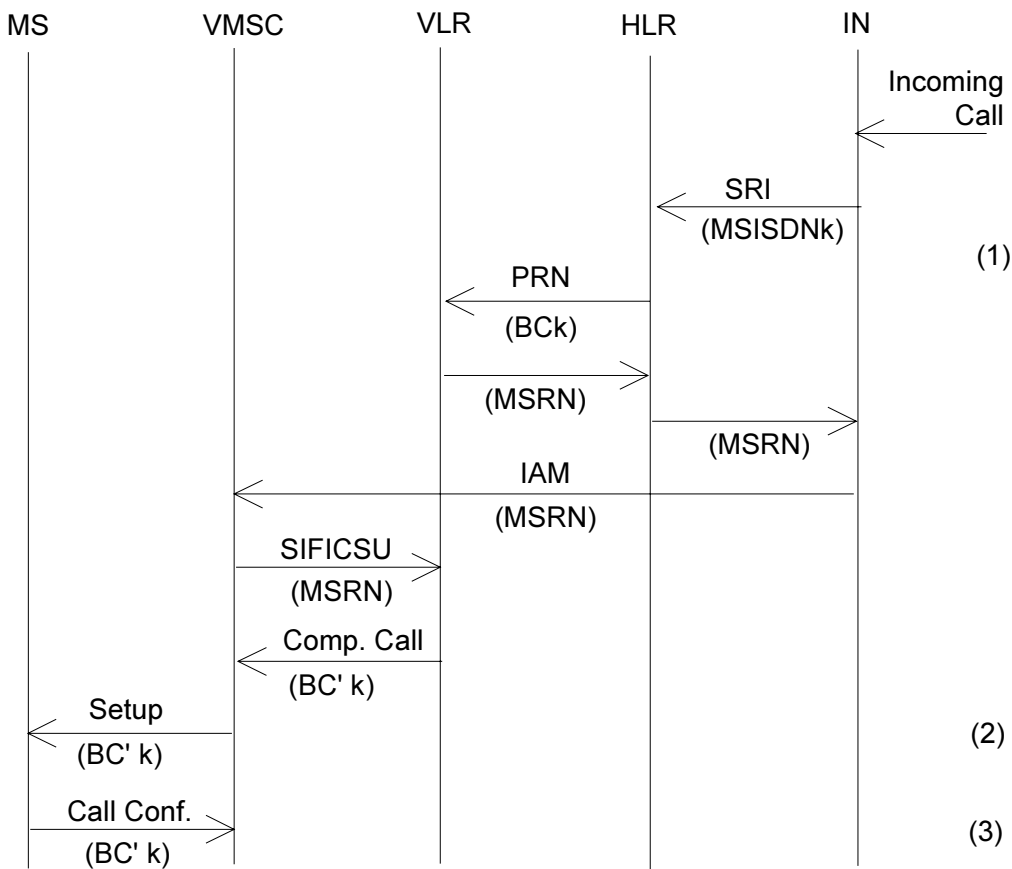 MS VMSC VLR HLR IN
Incoming
Call
SRI
(MSISDNk)
(1)
PRN
(BCk)
(MSRN)
(MSRN)
IAM
(MSRN)
SIFICSU
(MSRN)
Comp. Call
(BC' k)
Setup
(BC' k)
(2)
Call Conf.
(BC' k)
(3)